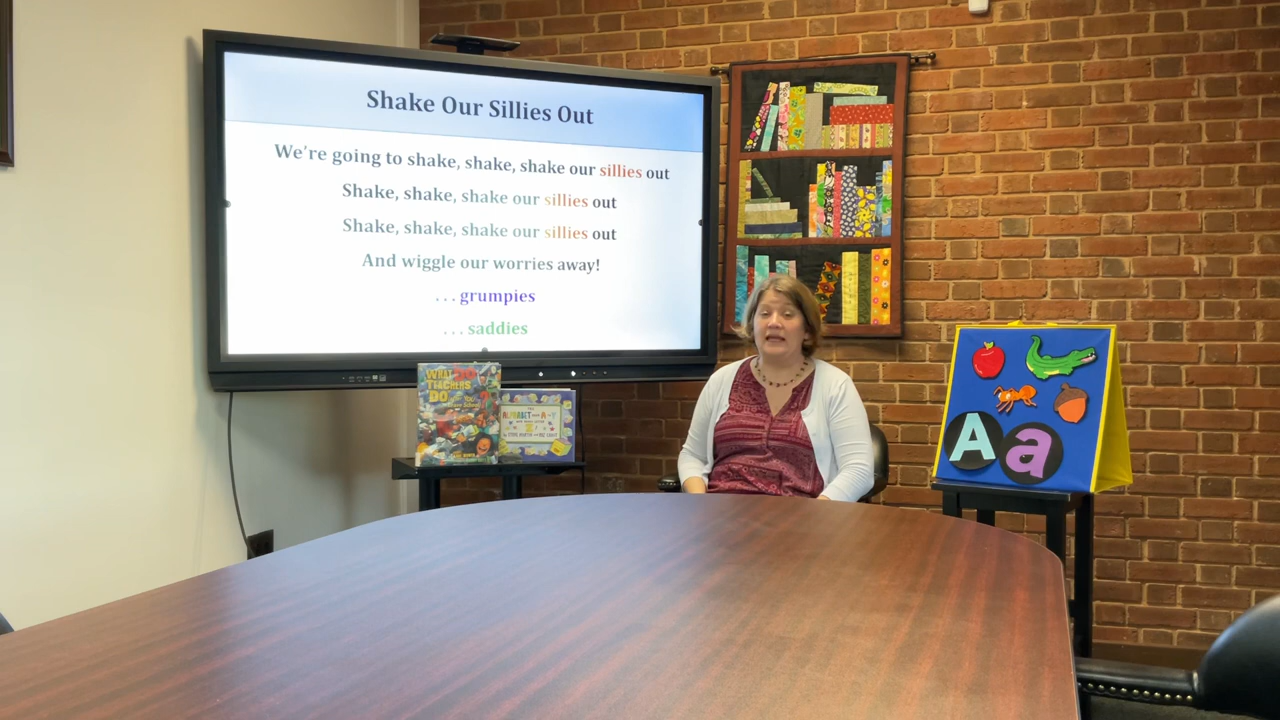 Shake Our Sillies Out
We're going to shake, shake, shake our sillies out
Shake, shake, shake our sillies out
Shake, shake, shake our sillies out
And wiggle our worries away!
...grumpies
...saddies
WHAT DO
TEACHERS
DO
ALPHABET
A a